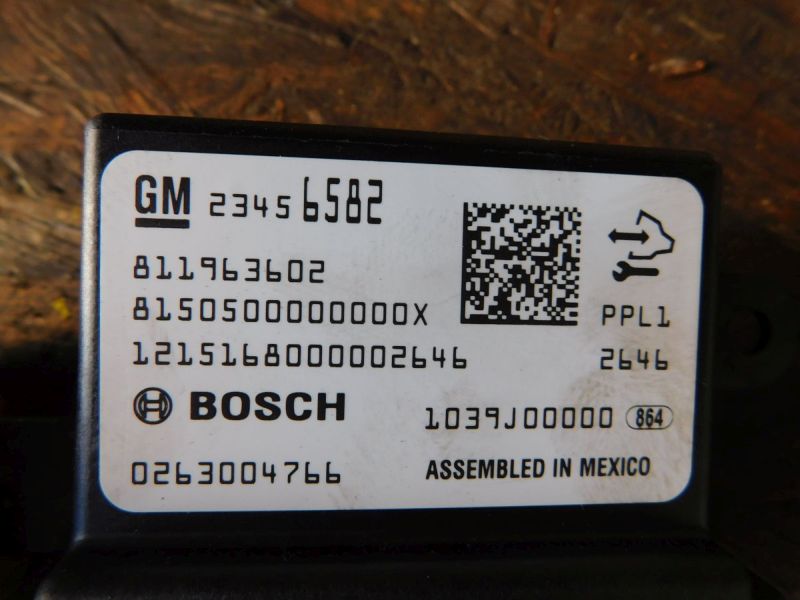 GM 23456582
811963602
8150500000000X
PPL1
1215168000002646
2646
BOSCH
1039J00000 864
0263004766
ASSEMBLED IN MEXICO